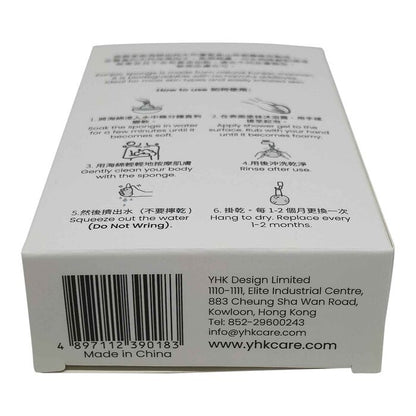 Konjac sponge is made from natural konjac
How to use 如何使用:
1. 將海綿浸入水中幾分鐘直到
變軟
Soak the sponge in water
for a few minutes until it
becomes soft.
2. 在表面塗抹沐浴露，用手搓
Apply shower gel to the
surface. Rub with your hand
until it becomes foamy.
3. 用海綿輕輕地按摩肌膚
Gently clean your body
with the sponge.
4.用後沖洗乾淨
Rinse after use.
5.然後擠出水（不要擰乾）
Squeeze out the water
(Do Not Wring).
6. 掛乾，每 1-2 個月更換一次
Hang to dry. Replace every
1-2 months.
YHK Design Limited
1110-1111, Elite Industrial Centre,
883 Cheung Sha Wan Road,
Kowloon, Hong Kong
Tel: 852-29600243
info@yhkcare.com
www.yhkcare.com
4 897112 390183
Made in China